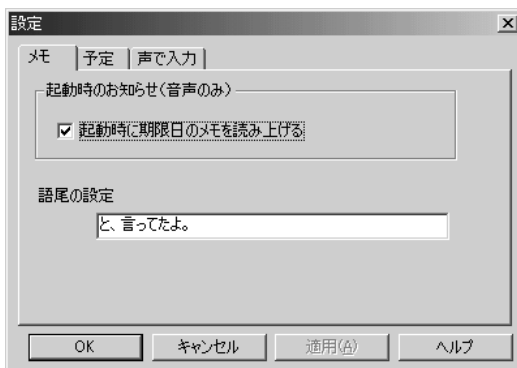 設定
メモ 予定 声で入力
起動時のお知らせ(音声のみ)
起動時に期限日のメモを読み上げる
語尾の設定
と、言ってたよ。
OK キャンセル 適用(A) ヘルプ